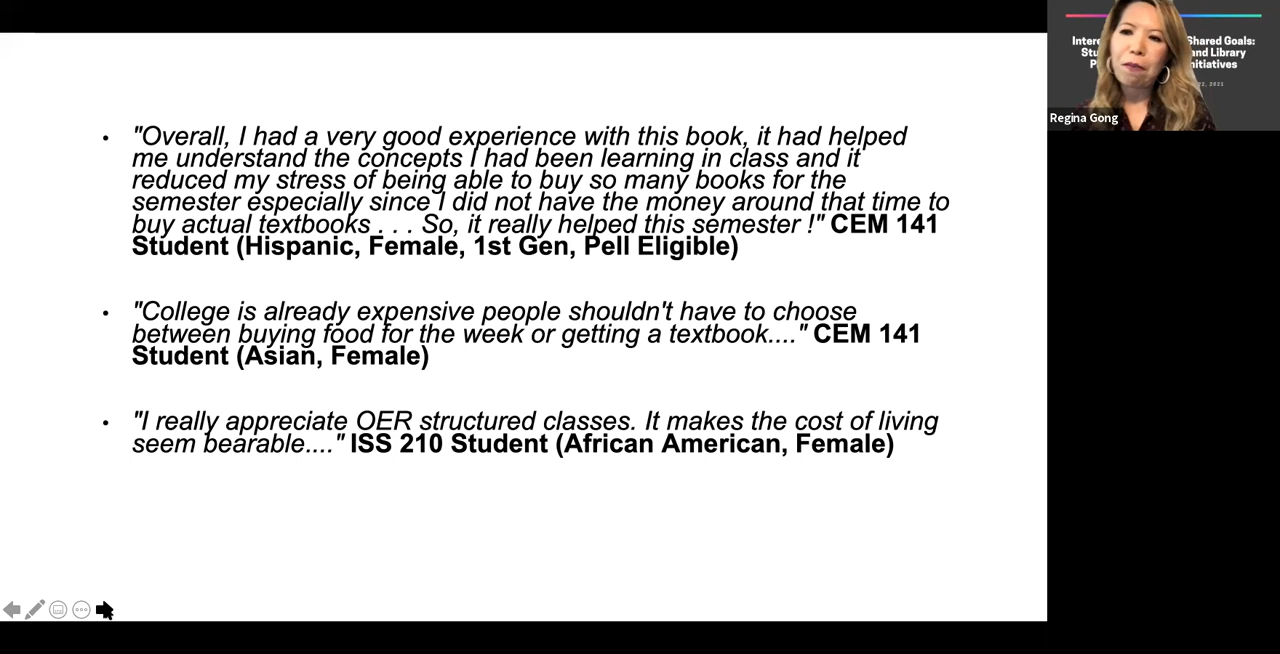 "Overall, I had a very good experience with this book, it had helped
me understand the concepts I had been learning in class and it
reduced my stress of being able to buy so many books for the
semester especially since I did not have the money around that time to
buy actual textbooks . . . So, it really helped this semester !" CEM 141
Student (Hispanic, Female, 1st Gen, Pell Eligible)
"College is already expensive people shouldn't have to choose
between buying food for the week or getting a textbook...." CEM 141
Student (Asian, Female)
"I really appreciate OER structured classes. It makes the cost of living
seem bearable...." ISS 210 Student (African American, Female)
Shared Goals:
and Library
2021
Regina Gong